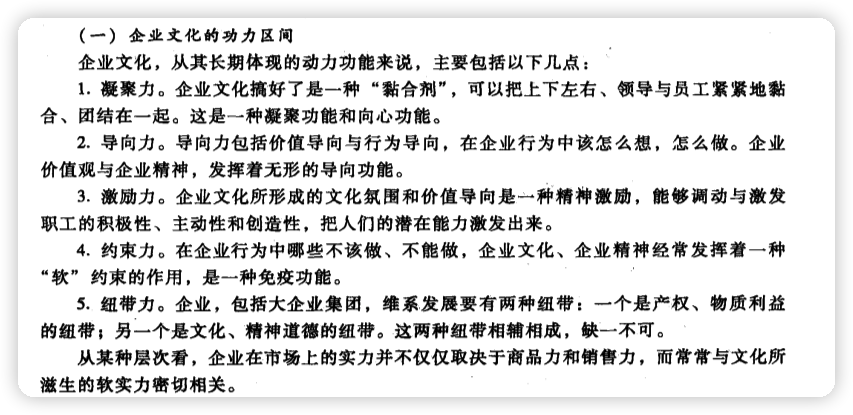 （一）企业文化的功力区间
企业文化，从其长期体现的动力功能来说，主要包括以下几点：
1. 凝聚力。企业文化搞好了是一种“黏合剂”，可以把上下左右、领导与员工紧紧地黏
合、团结在一起。这是一种凝聚功能和向心功能。
2. 导向力。导向力包括价值导向与行为导向，在企业行为中该怎么想，怎么做。企业
价值观与企业精神，发挥着无形的导向功能。
3. 激励力。企业文化所形成的文化氛围和价值导向是一种精神激励，能够调动与激发
职工的积极性、主动性和创造性，把人们的潜在能力激发出来。
4. 约束力。在企业行为中哪些不该做、不能做，企业文化、企业精神经常发挥着一种
“软”约束的作用，是一种免疫功能。
5. 纽带力。企业，包括大企业集团，维系发展要有两种纽带：一个是产权、物质利益
的纽带；另一个是文化、精神道德的纽带。这两种纽带相辅相成，缺一不可。
从某种层次看，企业在市场上的实力并不仅仅取决于商品力和销售力，而常常与文化所
滋生的软实力密切相关。